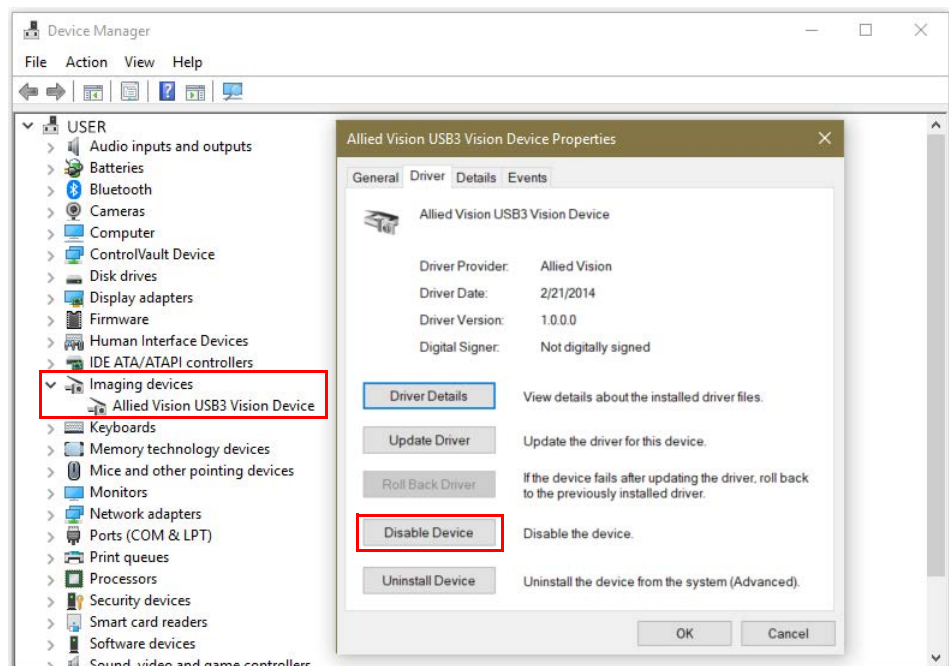 Device Manager
File Action View Help
USER
Audio inputs and outputs
Batteries
Bluetooth
Cameras
Computer
ControlVault Device
Disk drives
Display adapters
Firmware
Human Interface Devices
IDE ATA/ATAPI controllers
Imaging devices
Allied Vision USB3 Vision Device
Keyboards
Memory technology devices
Mice and other pointing devices
Monitors
Network adapters
Ports (COM & LPT)
Print queues
Processors
Security devices
Smart card readers
Software devices
Sound, video and game controllers
Allied Vision USB3 Vision Device Properties
General Driver Details Events
Allied Vision USB3 Vision Device
Driver Provider: Allied Vision
Driver Date: 2/21/2014
Driver Version: 1.0.0.0
Digital Signer: Not digitally signed
Driver Details View details about the installed driver files.
Update Driver Update the driver for this device.
Roll Back Driver If the device fails after updating the driver, roll back
to the previously installed driver.
Disable Device Disable the device.
Uninstall Device Uninstall the device from the system (Advanced).
OK Cancel